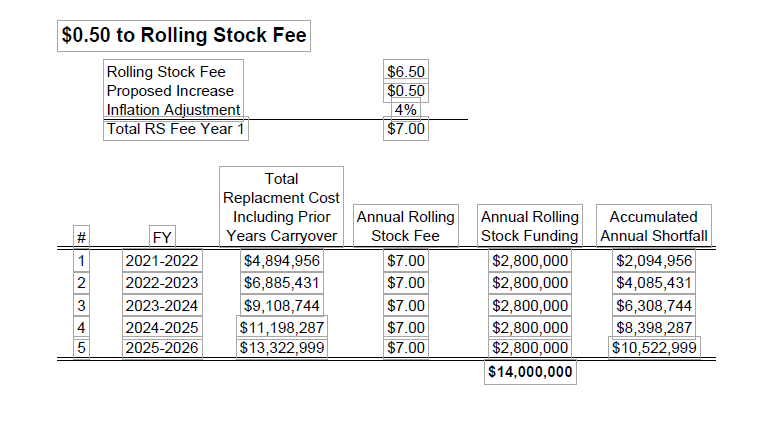 $0.50 to Rolling Stock Fee
Rolling Stock Fee $6.50
Proposed Increase $0.50
Inflation Adjustment 4%
Total RS Fee Year 1 $7.00
Total
Replacment Cost
Including Prior Annual Rolling Annual Rolling Accumulated
# FY Years Carryover Stock Fee Stock Funding Annual Shortfall
1 2021-2022 $4,894,956 $7.00 $2,800,000 $2,094,956
2 2022-2023 $6,885,431 $7.00 $2,800,000 $4,085,431
3 2023-2024 $9,108,744 $7.00 $2,800,000 $6,308,744
4 2024-2025 $11,198,287 $7.00 $2,800,000 $8,398,287
5 2025-2026 $13,322,999 $7.00 $2,800,000 $10,522,999
$14,000,000